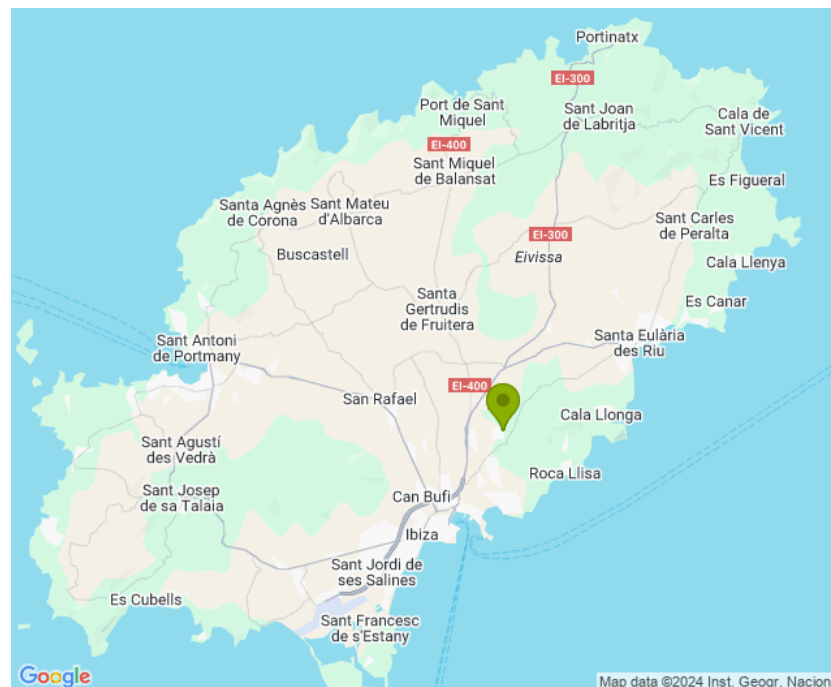 Portinatx
EI-300
Port de Sant
Miquel
Sant Joan
de Labritja
Cala de
Sant Vicent
EI-400
Sant Miquel
de Balansat
Es Figueral
Santa Agnès
de Corona
Sant Mateu
d'Albarca
Sant Carles
de Peralta
EI-300
Buscastell
Eivissa
Cala Llenya
Santa
Gertrudis
de Fruitera
Es Canar
Sant Antoni
de Portmany
Santa Eulària
des Riu
EI-400
San Rafael
Cala Llonga
Sant Agustí
des Vedrà
Roca Llisa
Sant Josep
de sa Talaia
Can Bufi
Ibiza
Sant Jordi de
ses Salines
Es Cubells
Sant Francesc
de s'Estany
Google
Map data ©2024 Inst. Geogr. Nacion